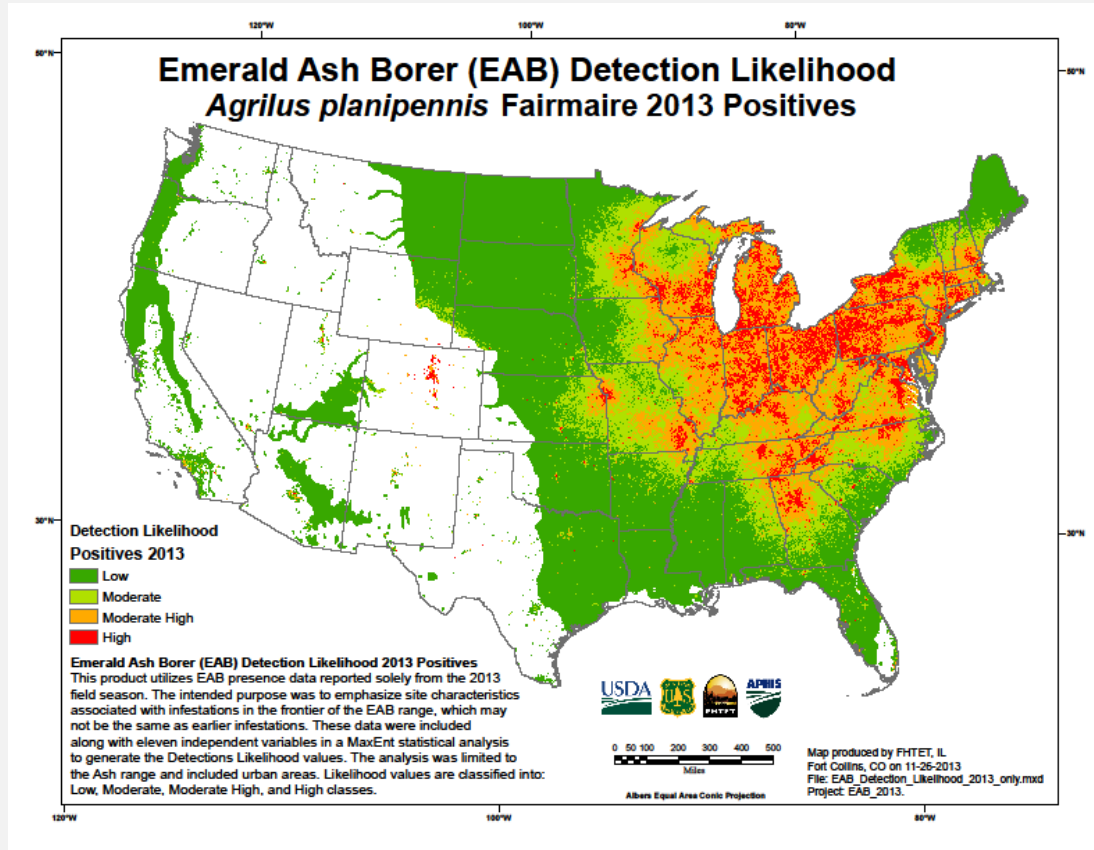 120°W 100°W 80°W
50°N 50°N
Emerald Ash Borer (EAB) Detection Likelihood
Agrilus planipennis Fairmaire 2013 Positives
30°N 30°N
Detection Likelihood
Positives 2013
Low
Moderate
Moderate High
High
Emerald Ash Borer (EAB) Detection Likelihood 2013 Positives
This product utilizes EAB presence data reported solely from the 2013
field season. The intended purpose was to emphasize site characteristics
associated with infestations in the frontier of the EAB range, which may
not be the same as earlier infestations. These data were included
along with eleven independent variables in a MaxEnt statistical analysis
to generate the Detections Likelihood values. The analysis was limited to
the Ash range and included urban areas. Likelihood values are classified into:
Low, Moderate, Moderate High, and High classes.
USDA UAS FHTET APHIS
0 50 100 200 300 400 500
Miles
Albers Equal Area Conic Projection
Map produced by FHTET, IL
Fort Collins, CO on 11-26-2013
File: EAB_Detection_Likelihood_2013_only.mxd
Project: EAB_2013.
120°W 100°W 80°W